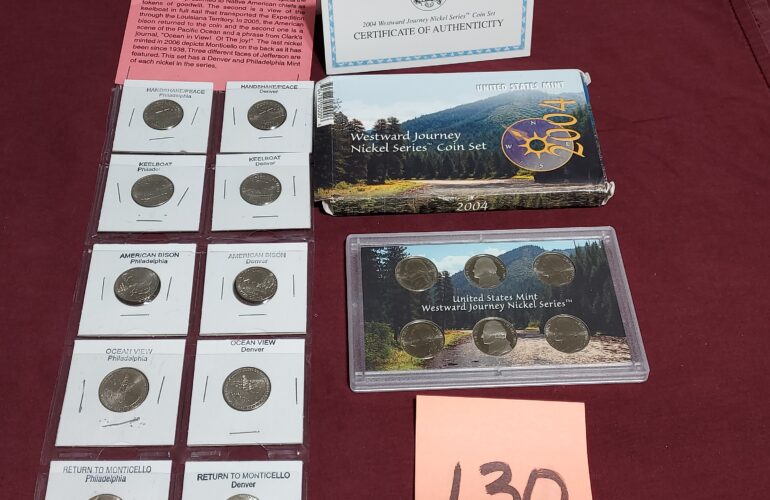 tokens of goodwill. The second is a view of the
keelboat in full sail that transported the Expedition
through the Louisiana Territory. In 2005, the American
bison returned to the coin and the second one is a
scene of the Pacific Ocean and a phrase from Clark's
journal, "Ocean in View! O! The joy!" The last nickel
minted in 2006 depicts Monticello on the back as it has
been since 1938. Three different faces of Jefferson are
featured. This set has a Denver and Philadelphia Mint
of each nickel in the series.
2004 Westward Journey Nickel Series™ Coin Set
CERTIFICATE OF AUTHENTICITY
UNITED STATES MINT
Westward Journey
Nickel Series™ Coin Set
2004
N
W
E
S
2004
HANDSHAKE/PEACE
Philadelphia
HANDSHAKE/PEACE
Denver
KEELBOAT
KEELBOAT
Denver
AMERICAN BISON
Philadelphia
AMERICAN BISON
Denver
OCEAN VIEW
Philadelphia
OCEAN VIEW
Denver
RETURN TO MONTICELLO
Philadelphia
RETURN TO MONTICELLO
Denver
United States Mint
Westward Journey Nickel Series™
130